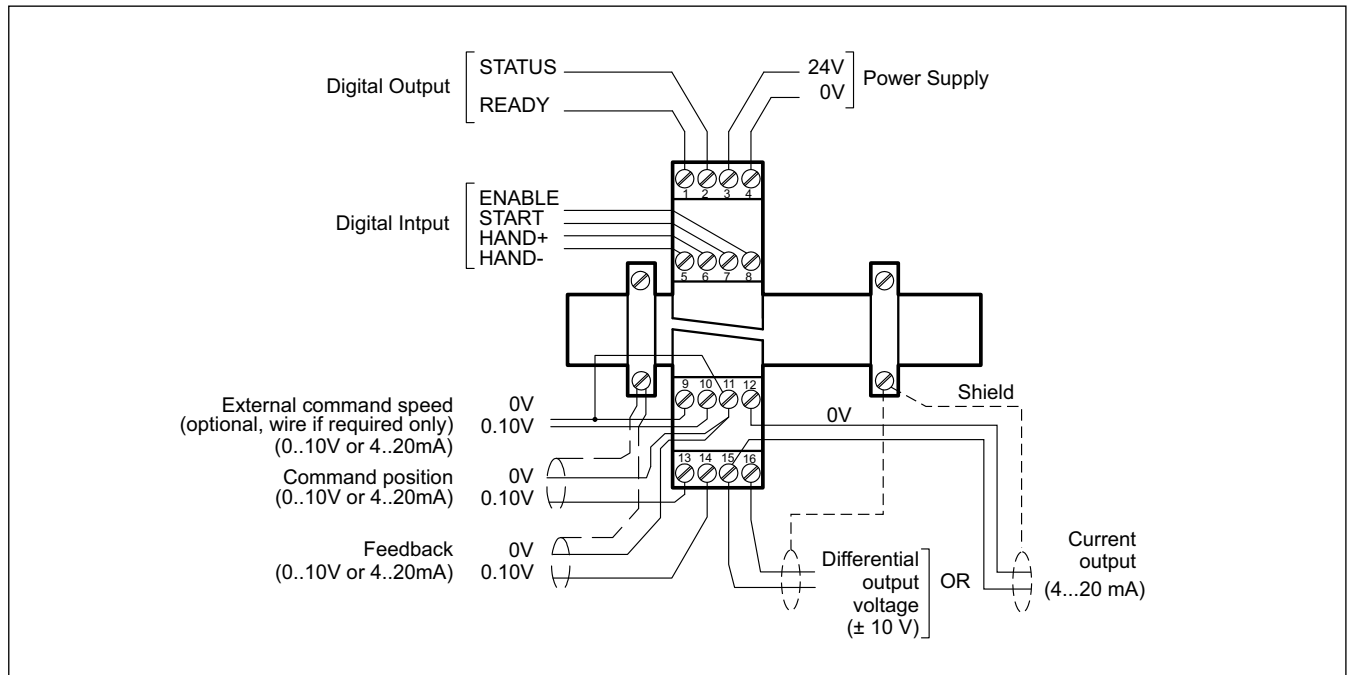 STATUS
Digital Output
READY
24V
0V
Power Supply
1 2 3 4
ENABLE
START
Digital Intput
HAND+
HAND-
5 6 7 8
9 10 11 12
External command speed
(optional, wire if required only)
(0..10V or 4..20mA)
0V
0.10V
Command position
(0..10V or 4..20mA)
0V
0.10V
Feedback
(0..10V or 4..20mA)
0V
0.10V
13 14 15 16
0V
Shield
Differential
output
voltage
(± 10 V)
OR
Current
output
(4...20 mA)